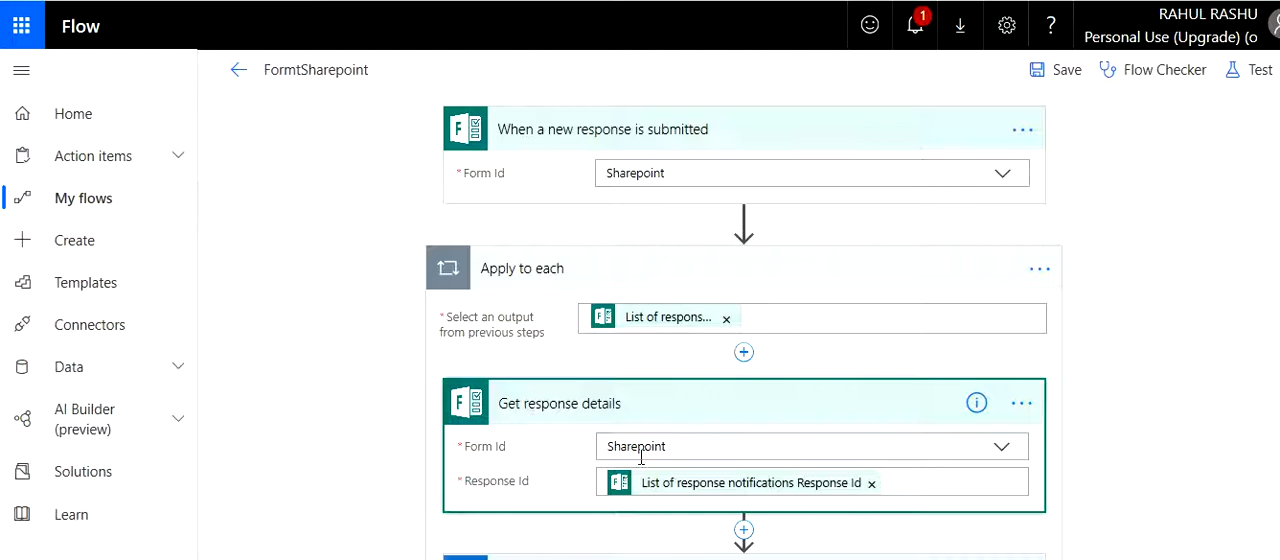 Flow
1
?
RAHUL RASHU
Personal Use (Upgrade) (o
FormtSharepoint
Save
Flow Checker
Test
Home
Action items
My flows
Create
Templates
Connectors
Data
AI Builder
(preview)
Solutions
Learn
When a new response is submitted
...
* Form Id
Sharepoint
Apply to each
...
* Select an output
from previous steps
List of respons... ×
Get response details
...
* Form Id
Sharepoint
* Response Id
List of response notifications Response Id ×